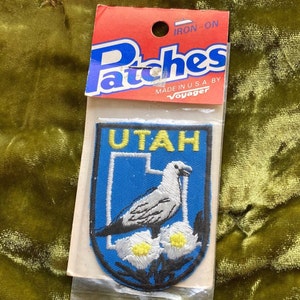 IRON-ON
Patches
MADE IN U.S.A. BY
Voyager
UTAH